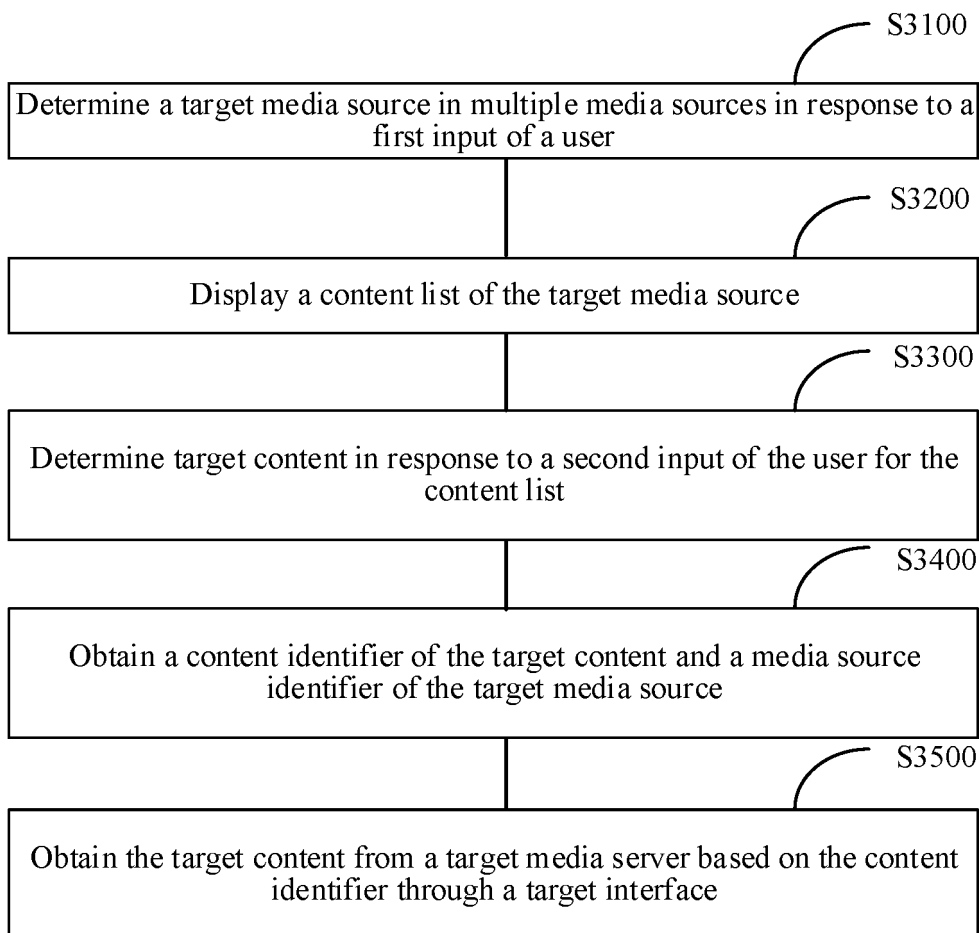 S3100
Determine a target media source in multiple media sources in response to a
first input of a user
S3200
Display a content list of the target media source
S3300
Determine target content in response to a second input of the user for the
content list
S3400
Obtain a content identifier of the target content and a media source
identifier of the target media source
S3500
Obtain the target content from a target media server based on the content
identifier through a target interface